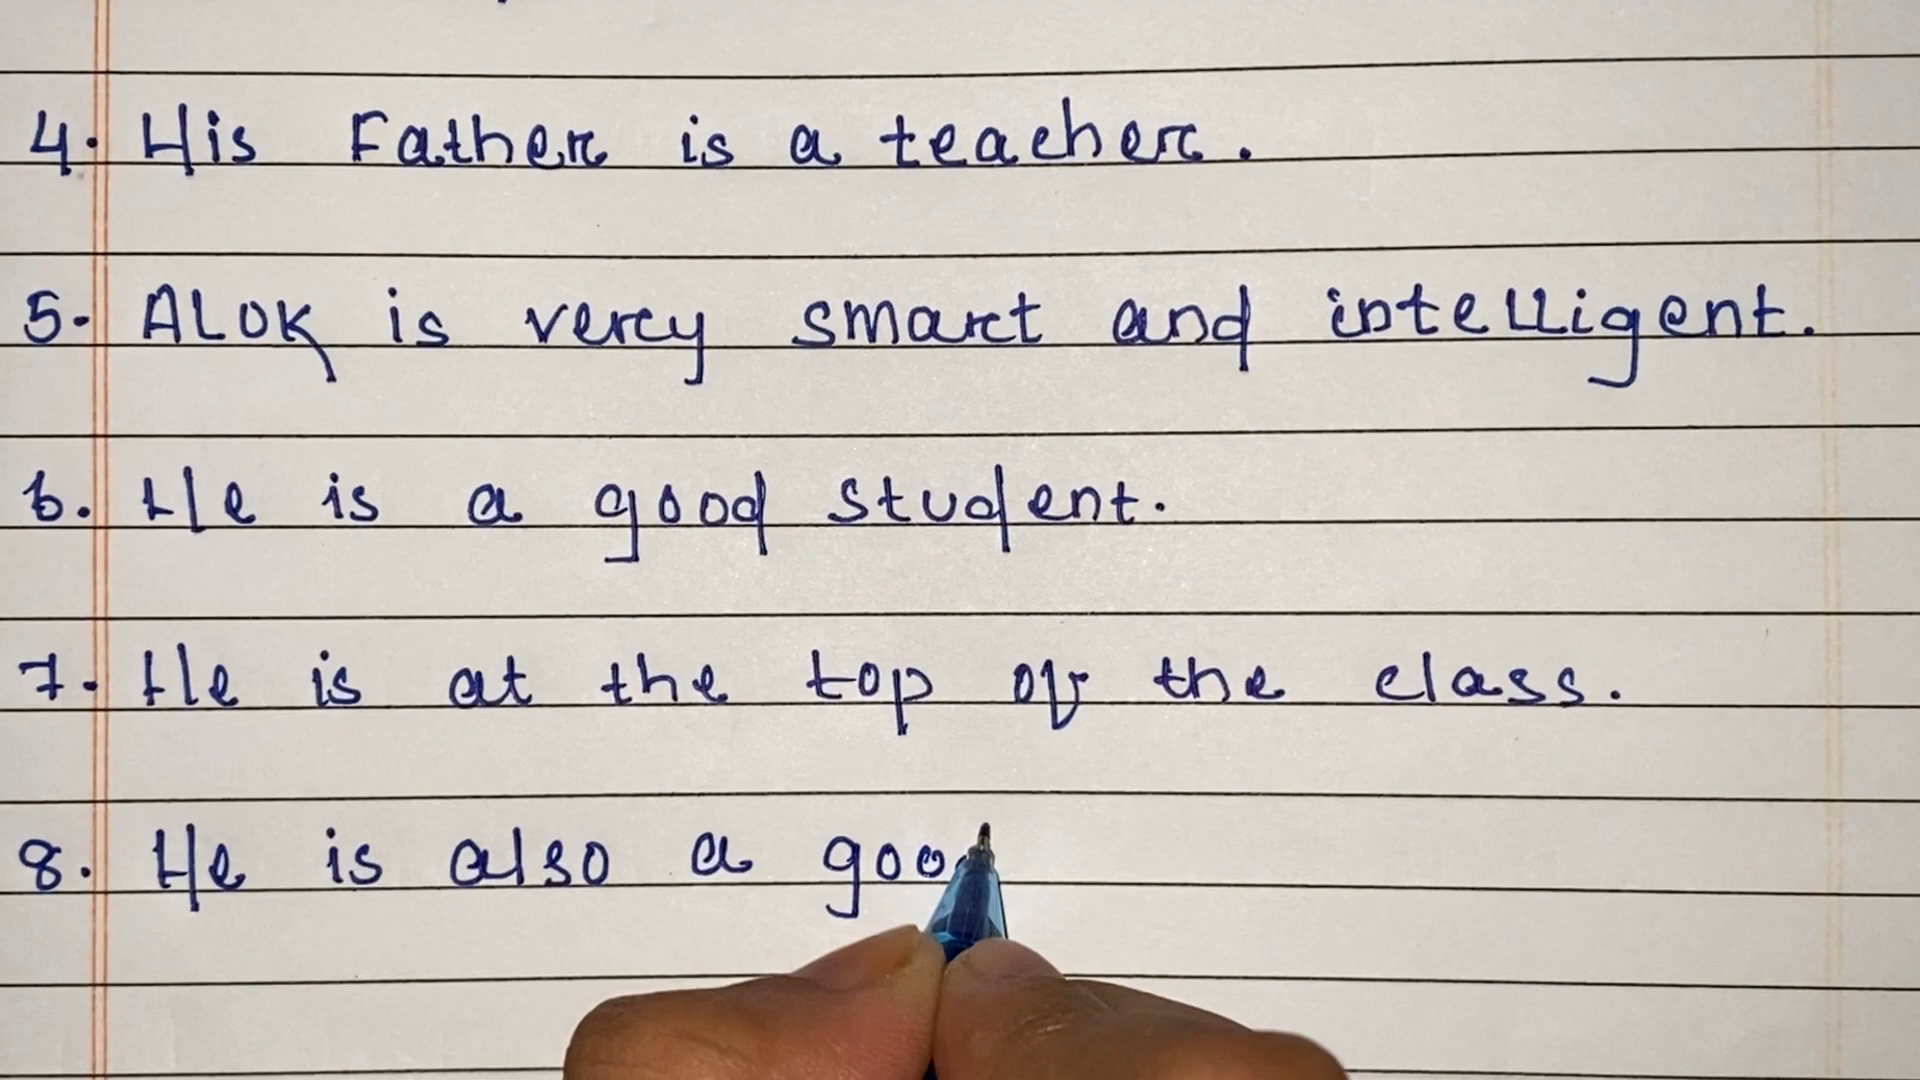 4. His Father is a teacher.
5. ALOK is very smart and intelligent.
6. He is a good student.
7. He is at the top of the class.
8. He is also a goo